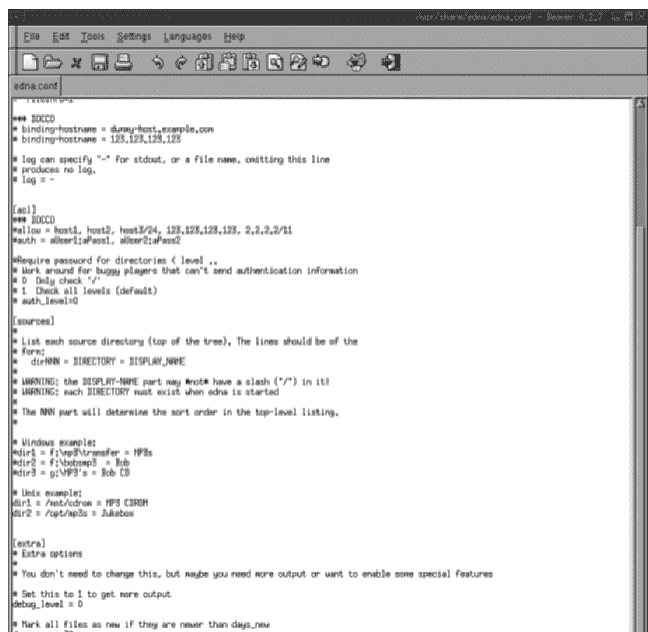 /usr/share/edna/edna.conf - Beaver 0.2.7
File Edit Tools Settings Languages Help
edna.conf
*** DOCCO
# binding-hostname = dummy-host.example.com
# binding-hostname = 123.123.123.123
# log can specify "-" for stdout, or a file name. omitting this line
# produces no log.
# log = -
[acl]
*** DOCCO
#allow = host1, host2, host3/24, 123.123.123.123, 2.2.2.2/11
#auth = aUser1:aPass1, aUser2:aPass2
#Require password for directories < level ..
# Work around for buggy players that can't send authentication information
# 0 Only check '/'
# 1 Check all levels (default)
# auth_level=0
[sources]
#
# List each source directory (top of the tree). The lines should be of the
# form:
# dirNNN = DIRECTORY = DISPLAY_NAME
#
# WARNING: the DISPLAY-NAME part may *not* have a slash ("/") in it!
# WARNING: each DIRECTORY must exist when edna is started
#
# The NNN part will determine the sort order in the top-level listing.
#
# Windows example:
#dir1 = f:\mp3\transfer = MP3s
#dir2 = f:\bobsmp3 = Bob
#dir3 = g:\MP3's = Bob CD
# Unix example:
dir1 = /mnt/cdrom = MP3 CDROM
dir2 = /opt/mp3s = Jukebox
[extra]
# Extra options
#
# You don't need to change this, but maybe you need more output or want to enable some special features
# Set this to 1 to get more output
debug_level = 0
# Mark all files as new if they are newer than days_new